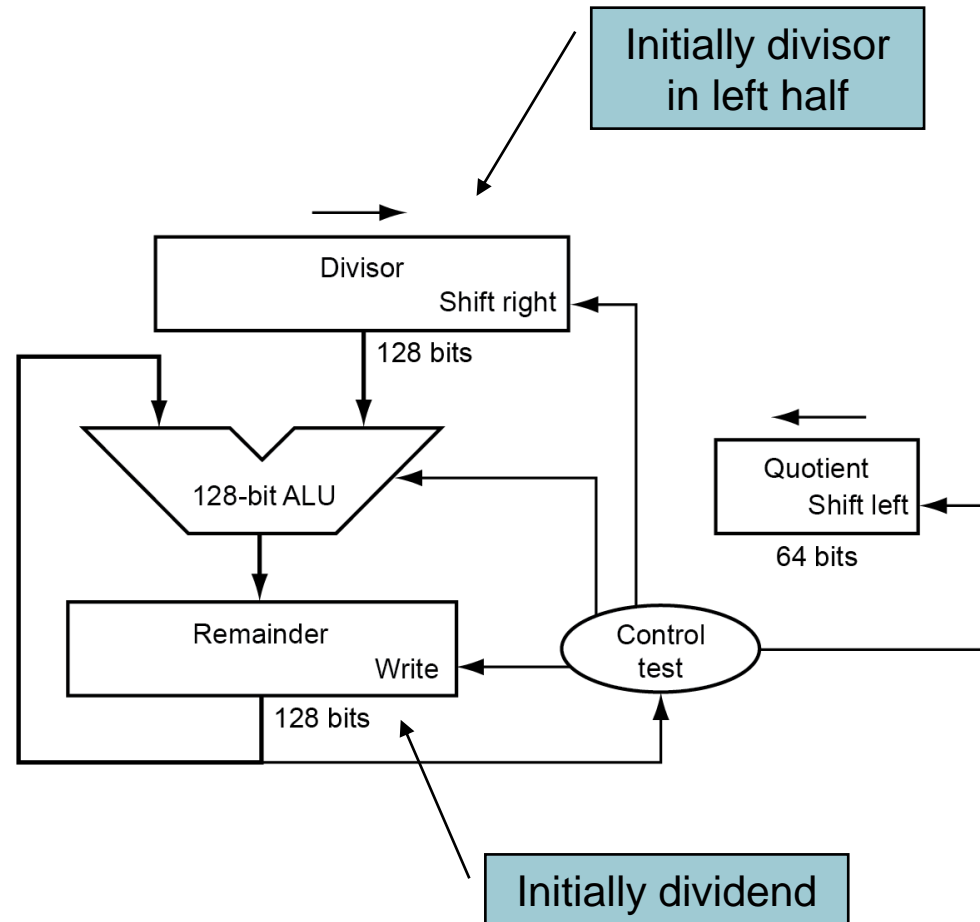 Initially divisor
in left half
Divisor
Shift right
128 bits
128-bit ALU
Quotient
Shift left
64 bits
Remainder
Write
128 bits
Control
test
Initially dividend